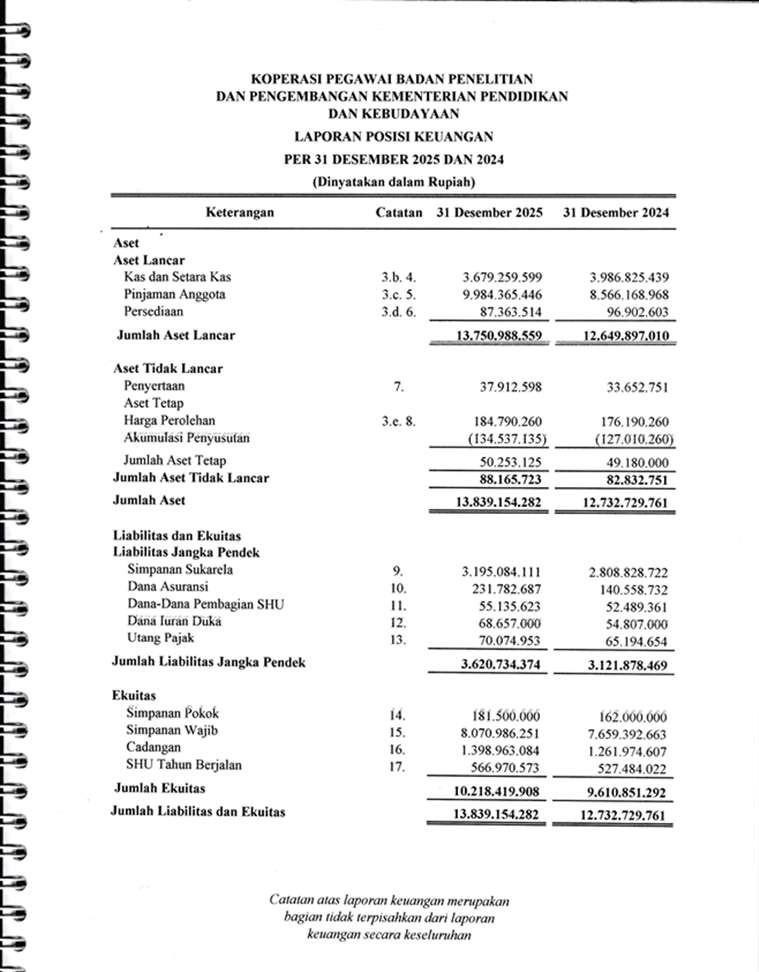 KOPERASI PEGAWAI BADAN PENELITIAN
DAN PENGEMBANGAN KEMENTERIAN PENDIDIKAN
DAN KEBUDAYAAN
LAPORAN POSISI KEUANGAN
PER 31 DESEMBER 2025 DAN 2024
(Dinyatakan dalam Rupiah)
Keterangan Catatan 31 Desember 2025 31 Desember 2024
Aset
Aset Lancar
Kas dan Setara Kas 3.b. 4. 3.679.259.599 3.986.825.439
Pinjaman Anggota 3.c. 5. 9.984.365.446 8.566.168.968
Persediaan 3.d. 6. 87.363.514 96.902.603
Jumlah Aset Lancar 13.750.988.559 12.649.897.010
Aset Tidak Lancar
Penyertaan 7. 37.912.598 33.652.751
Aset Tetap
Harga Perolehan 3.e. 8. 184.790.260 176.190.260
Akumulasi Penyusutan (134.537.135) (127.010.260)
Jumlah Aset Tetap 50.253.125 49.180.000
Jumlah Aset Tidak Lancar 88.165.723 82.832.751
Jumlah Aset 13.839.154.282 12.732.729.761
Liabilitas dan Ekuitas
Liabilitas Jangka Pendek
Simpanan Sukarela 9. 3.195.084.111 2.808.828.722
Dana Asuransi 10. 231.782.687 140.558.732
Dana-Dana Pembagian SHU 11. 55.135.623 52.489.361
Dana Iuran Duka 12. 68.657.000 54.807.000
Utang Pajak 13. 70.074.953 65.194.654
Jumlah Liabilitas Jangka Pendek 3.620.734.374 3.121.878.469
Ekuitas
Simpanan Pokok 14. 181.500.000 162.000.000
Simpanan Wajib 15. 8.070.986.251 7.659.392.663
Cadangan 16. 1.398.963.084 1.261.974.607
SHU Tahun Berjalan 17. 566.970.573 527.484.022
Jumlah Ekuitas 10.218.419.908 9.610.851.292
Jumlah Liabilitas dan Ekuitas 13.839.154.282 12.732.729.761
Catatan atas laporan keuangan merupakan
bagian tidak terpisahkan dari laporan
keuangan secara keseluruhan